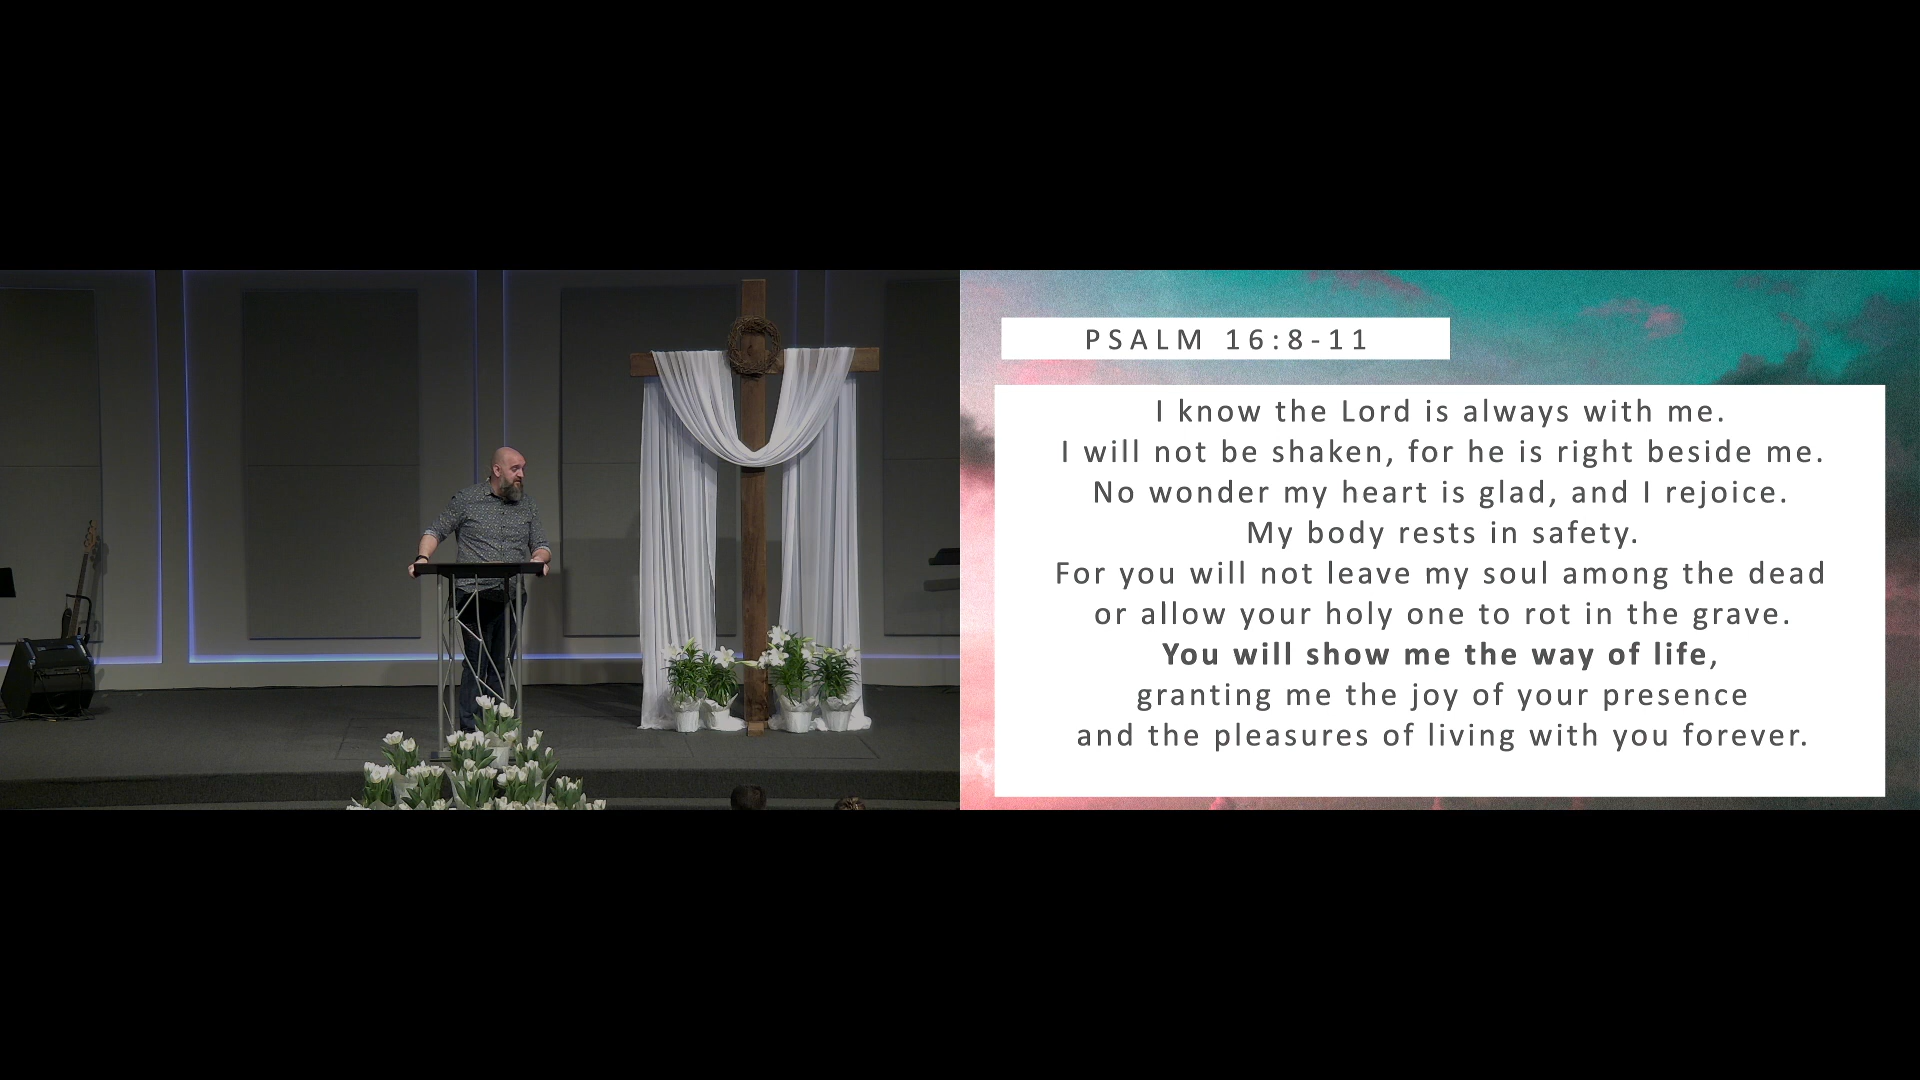 PSALM 16:8-11
I know the Lord is always with me.
I will not be shaken, for he is right beside me.
No wonder my heart is glad, and I rejoice.
My body rests in safety.
For you will not leave my soul among the dead
or allow your holy one to rot in the grave.
You will show me the way of life,
granting me the joy of your presence
and the pleasures of living with you forever.